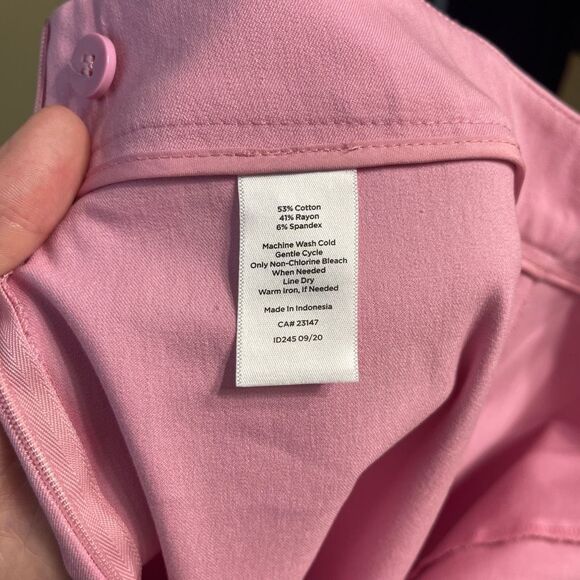 53% Cotton
41% Rayon
6% Spandex
Machine Wash Cold
Gentle Cycle
Only Non-Chlorine Bleach
When Needed
Line Dry
Warm iron, if Needed
Made in Indonesia
CA# 23147
ID245 09/20